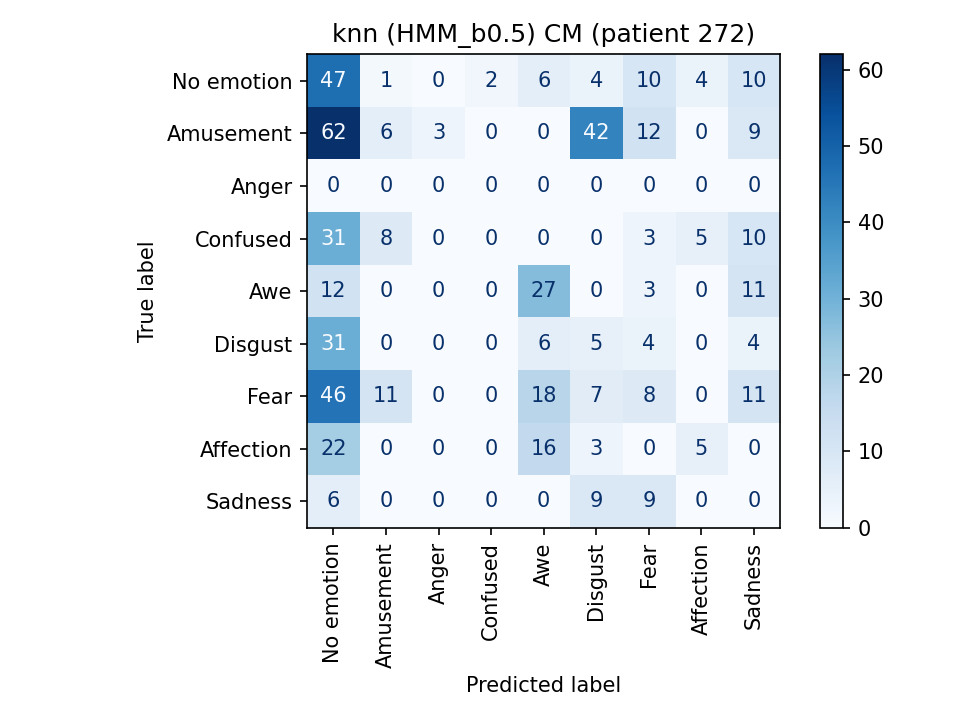 knn (HMM_b0.5) CM (patient 272)
No emotion 47 1 0 2 6 4 10 4 10
Amusement 62 6 3 0 0 42 12 0 9
Anger 0 0 0 0 0 0 0 0 0
Confused 31 8 0 0 0 0 3 5 10
Awe 12 0 0 0 27 0 3 0 11
Disgust 31 0 0 0 6 5 4 0 4
Fear 46 11 0 0 18 7 8 0 11
Affection 22 0 0 0 16 3 0 5 0
Sadness 6 0 0 0 0 9 9 0 0
True label
No emotion
Amusement
Anger
Confused
Awe
Disgust
Fear
Affection
Sadness
Predicted label
60
50
40
30
20
10
0